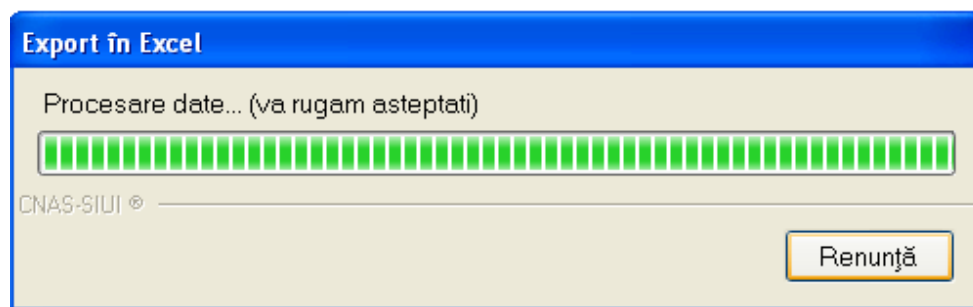 Export în Excel
Procesare date... (va rugam asteptati)
CNAS-SIUI ®
Renunţă